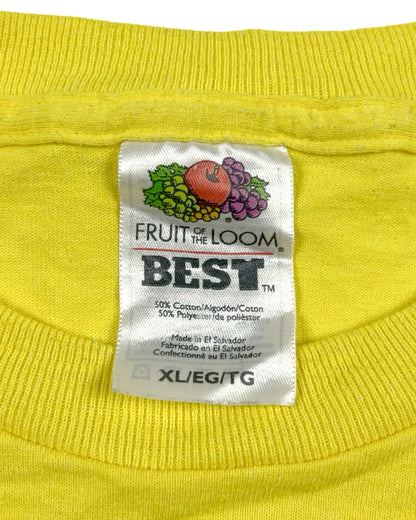 FRUIT OF THE LOOM®
BEST™
50% Cotton/Algodón/Coton
50% Polyester/de poliéster
Made in El Salvador
Fabricado en El Salvador
Confectionné au El Salvador
XL/EG/TG